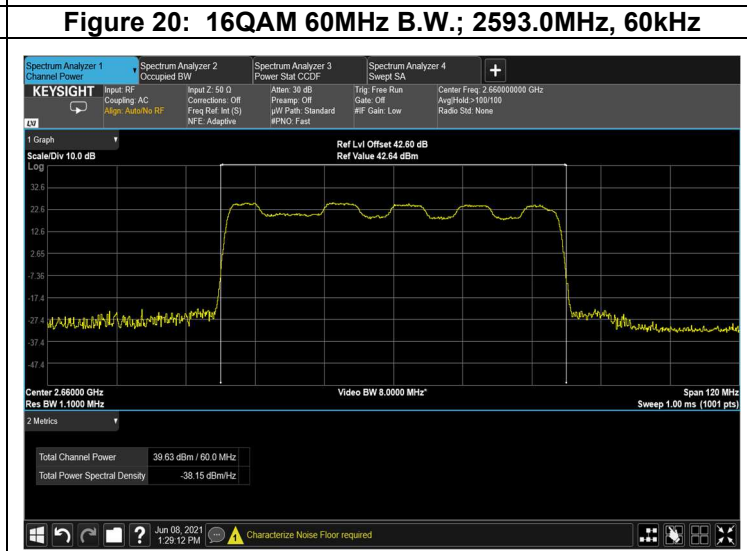 Figure 20: 16QAM 60MHz B.W.; 2593.0MHz, 60kHz
Spectrum Analyzer 1
Channel Power
Spectrum Analyzer 2
Occupied BW
Spectrum Analyzer 3
Power Stat CCDF
Spectrum Analyzer 4
Swept SA
KEYSIGHT
LXI
Input: RF
Coupling: AC
Align: Auto/No RF
Input Z: 50 Ω
Corrections: Off
Freq Ref: Int (S)
NFE: Adaptive
Atten: 30 dB
Preamp: Off
µW Path: Standard
#PNO: Fast
Trig: Free Run
Gate: Off
#IF Gain: Low
Center Freq: 2.660000000 GHz
Avg|Hold:>100/100
Radio Std: None
1 Graph
Scale/Div 10.0 dB
Ref Lvl Offset 42.60 dB
Ref Value 42.64 dBm
Log
32.6
22.6
12.6
2.65
-7.36
-17.4
-27.4
-37.4
-47.4
Center 2.66000 GHz
Video BW 8.0000 MHz*
Span 120 MHz
Res BW 1.1000 MHz
Sweep 1.00 ms (1001 pts)
2 Metrics
Total Channel Power 39.63 dBm / 60.0 MHz
Total Power Spectral Density -38.15 dBm/Hz
?
Jun 08, 2021
1:29:12 PM
1
Characterize Noise Floor required